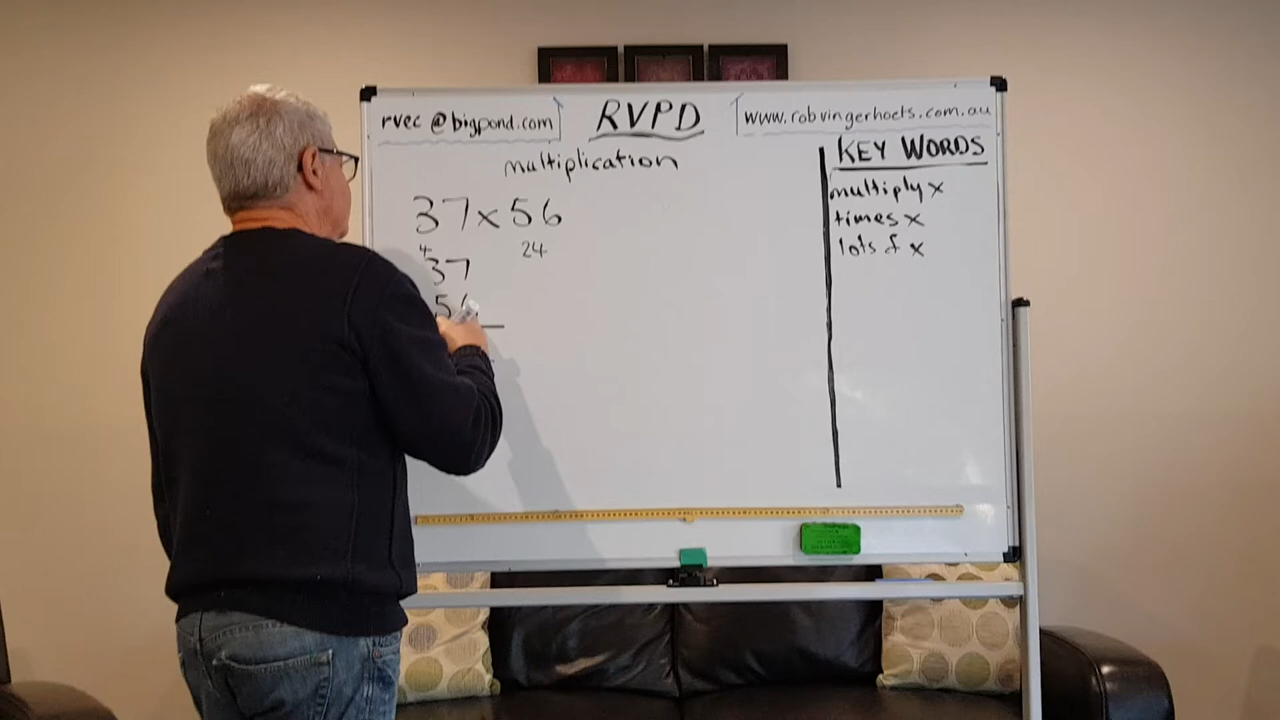 rvec @bigpond.com
RVPD
www.robvingerhoets.com.au
multiplication
37 x 56
4
24
37
56
KEY WORDS
multiply x
times x
lots of x